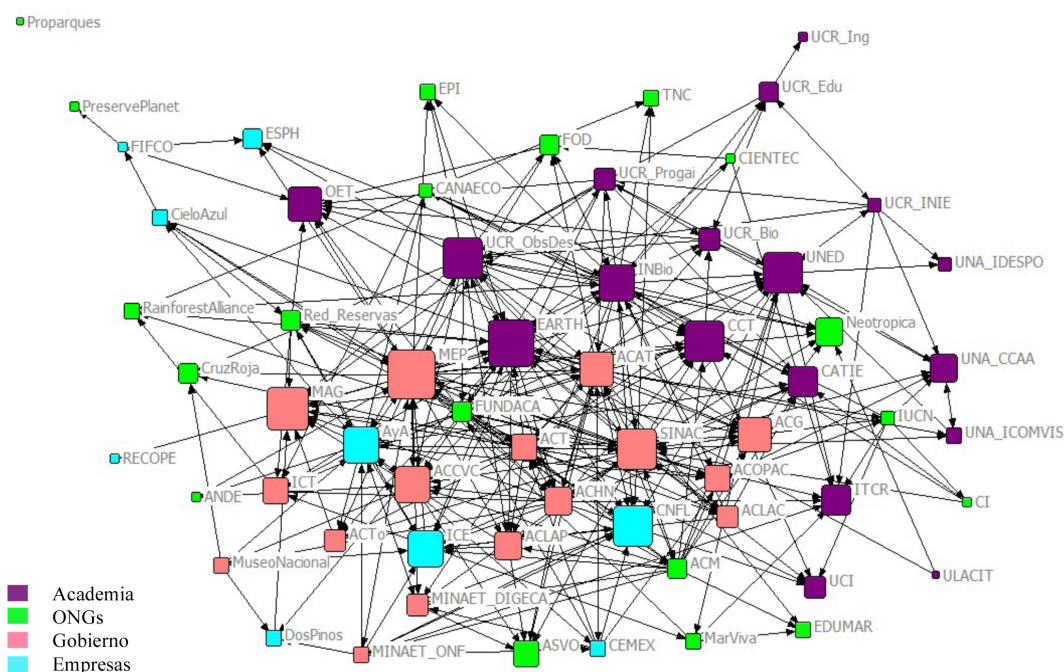 Proparques
UCR_Ing
EPI
TNC
UCR_Edu
PreservePlanet
ESPH
FOD
FIFCO
CIENTEC
UCR_Progai
OET
CANAECO
UCR_INIE
CieloAzul
UCR_ObsDes
UCR_Bio
INBio
UNED
UNA_IDESPO
RainforestAlliance
Red_Reservas
EARTH
CCT
Neotropica
MEP
ACAT
UNA_CCAA
CruzRoja
CATIE
MAG
FUNDACA
IUCN
AyA
ACT
SINAC
ACG
UNA_ICOMVIS
RECOPE
ACCVC
ACOPAC
ICT
ACHN
ITCR
ANDE
CNFL
ACLAC
CI
ACTo
ICE
ACLAP
MuseoNacional
ACM
UCI
ULACIT
MINAET_DIGECA
DosPinos
MINAET_ONF
ASVO
CEMEX
MarViva
EDUMAR
Academia
ONGs
Gobierno
Empresas